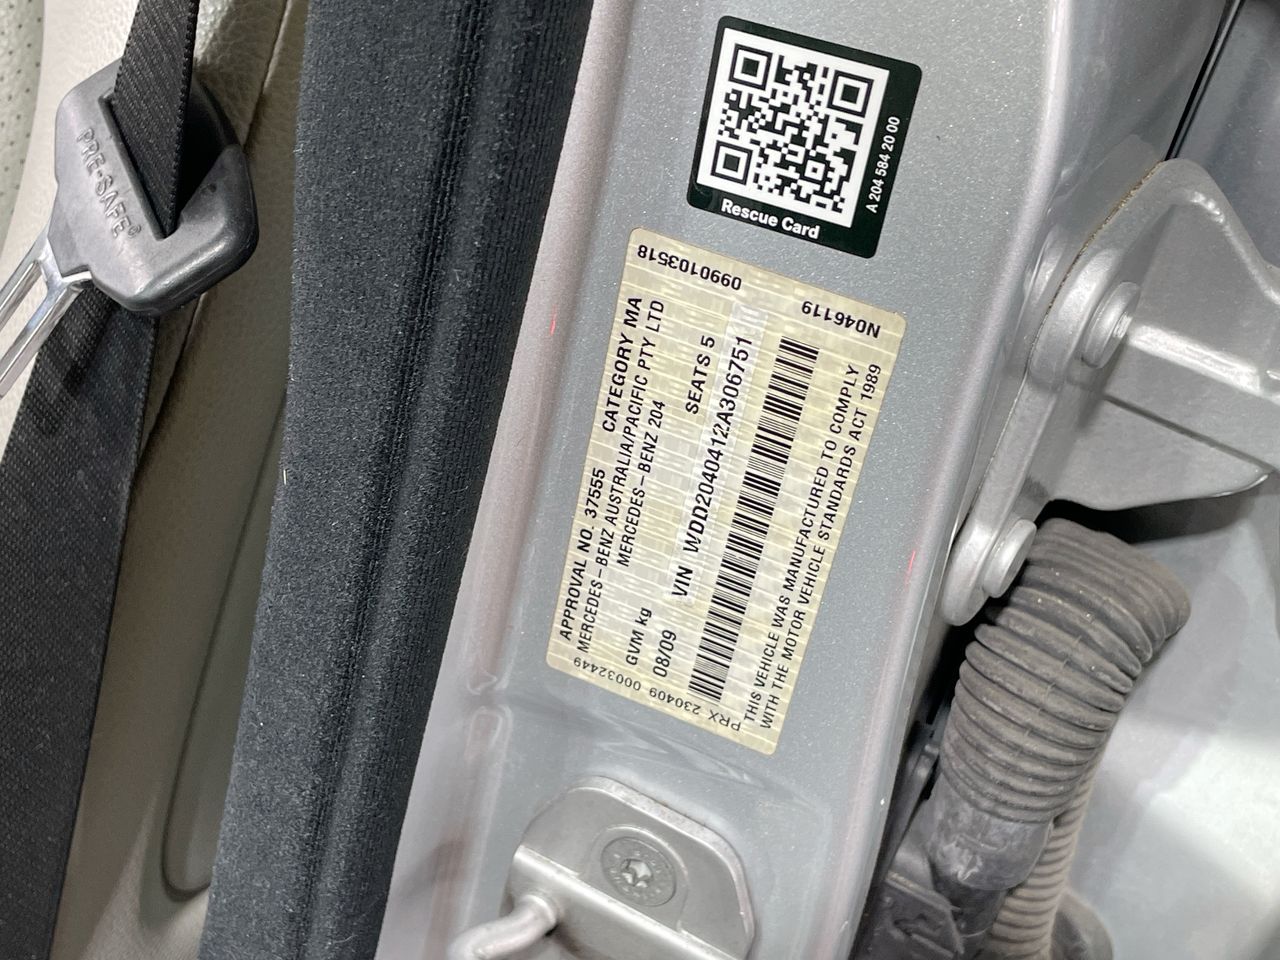 PRE-SAFE®
Rescue Card
A 204 584 20 00
0990103518
N046119
APPROVAL NO. 37555 CATEGORY MA
MERCEDES-BENZ AUSTRALIA/PACIFIC PTY LTD
MERCEDES-BENZ 204
GVM kg SEATS 5
08/09 VIN WDD2040412A306751
THIS VEHICLE WAS MANUFACTURED TO COMPLY
WITH THE MOTOR VEHICLE STANDARDS ACT 1989
PRX 230409 00032449